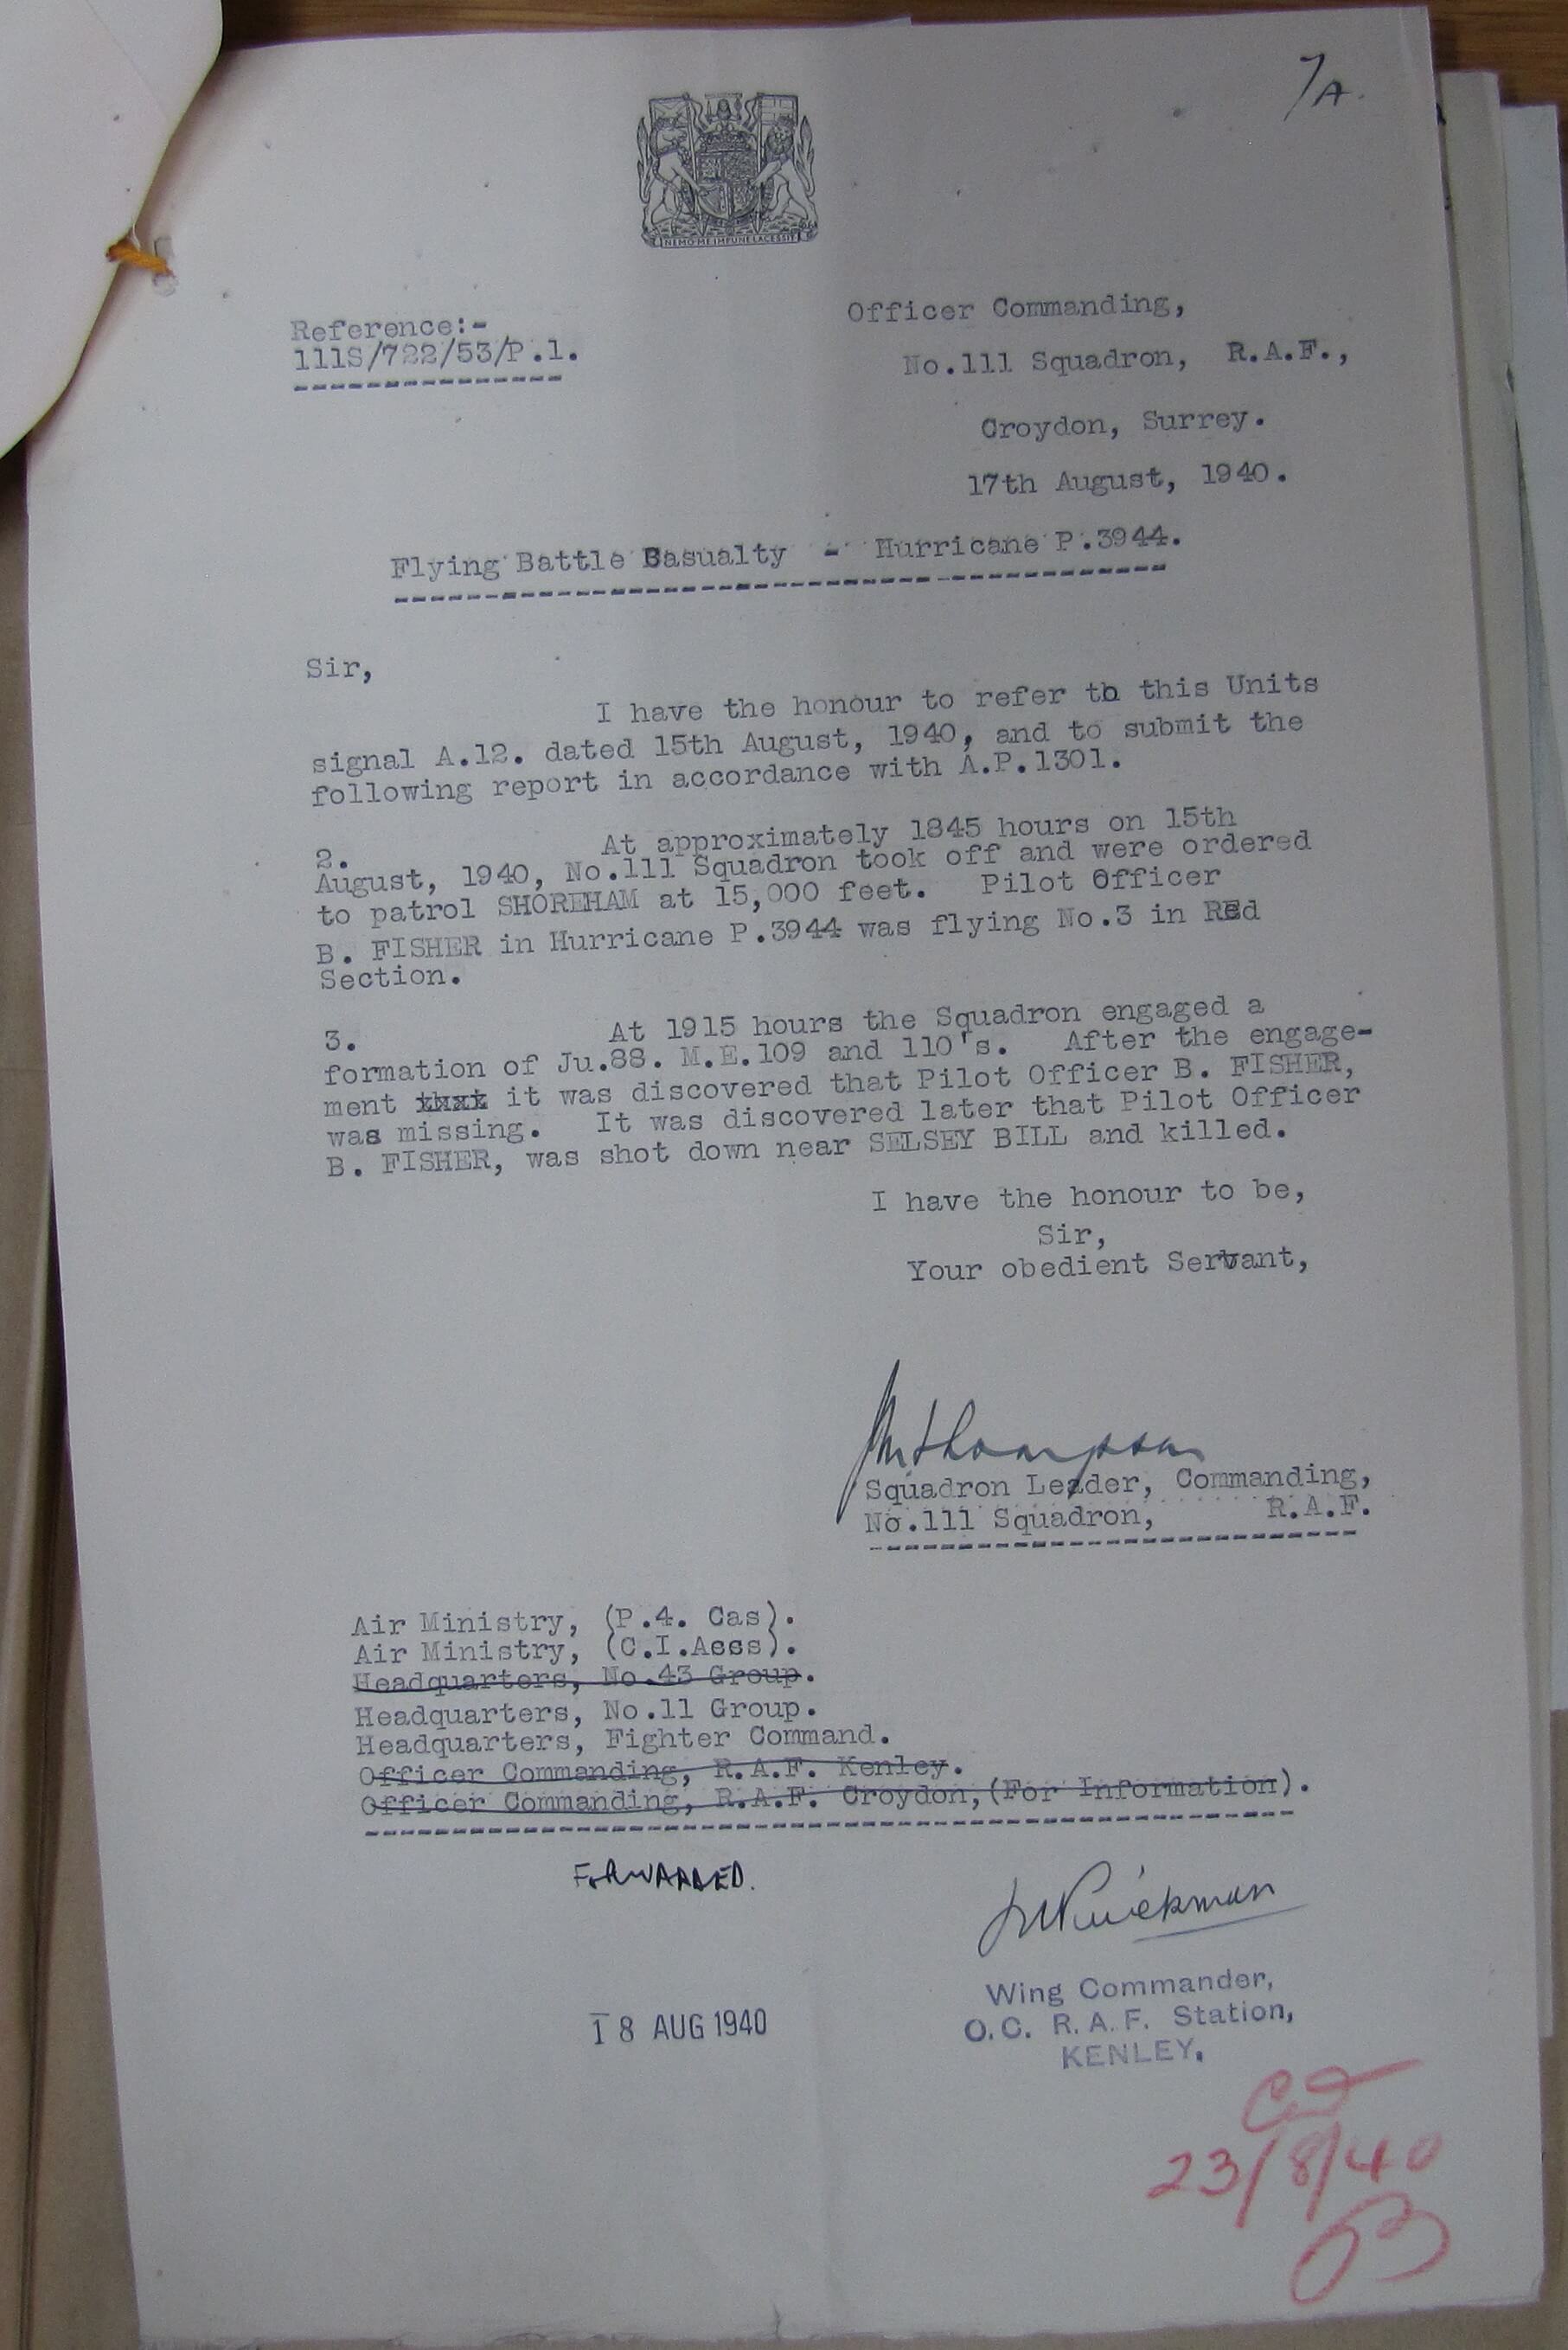 7A.
NEMO ME IMPUNE LACESSIT
Reference:-
111S/722/53/P.1.
Officer Commanding,
No.111 Squadron, R.A.F.,
Croydon, Surrey.
17th August, 1940.
Flying Battle Casualty - Hurricane P.3944.
Sir,
I have the honour to refer to this Units
signal A.12. dated 15th August, 1940, and to submit the
following report in accordance with A.P.1301.
2. At approximately 1845 hours on 15th
August, 1940, No.111 Squadron took off and were ordered
to patrol SHOREHAM at 15,000 feet. Pilot Officer
B. FISHER in Hurricane P.3944 was flying No.3 in REd
Section.
3. At 1915 hours the Squadron engaged a
formation of Ju.88. M.E.109 and 110's. After the engage-
ment it was discovered that Pilot Officer B. FISHER,
was missing. It was discovered later that Pilot Officer
B. FISHER, was shot down near SELSEY BILL and killed.
I have the honour to be,
Sir,
Your obedient Servant,
Thompson
Squadron Leader, Commanding,
No.111 Squadron, R.A.F.
Air Ministry, (P.4. Cas).
Air Ministry, (C.I.Accs).
Headquarters, No.43 Group.
Headquarters, No.11 Group.
Headquarters, Fighter Command.
Officer Commanding, R.A.F. Kenley.
Officer Commanding, R.A.F. Croydon,(For Information).
FORWARDED.
18 AUG 1940
Wing Commander,
O.C. R.A.F. Station,
KENLEY.
23/8/40